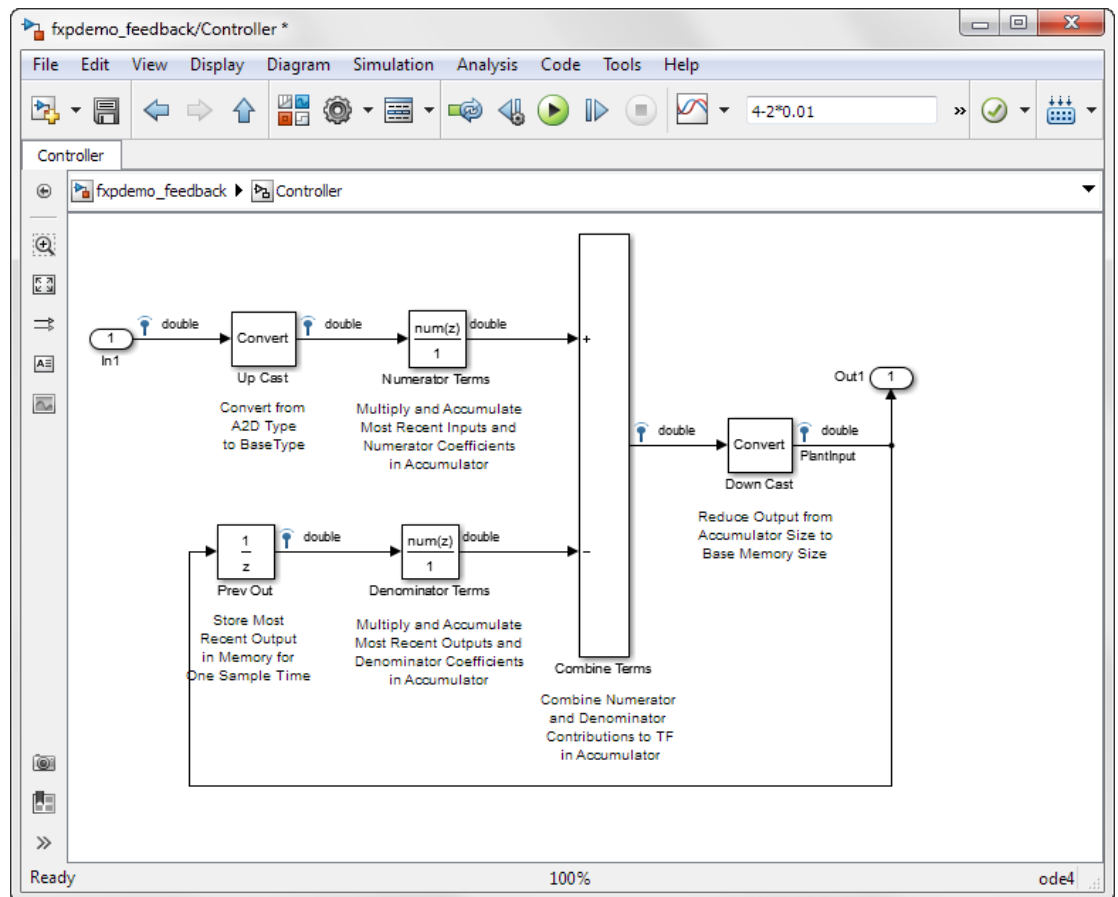 fxpdemo_feedback/Controller *
File Edit View Display Diagram Simulation Analysis Code Tools Help
4-2*0.01
Controller
fxpdemo_feedback Controller
1
In1
double
Convert
Up Cast
Convert from
A2D Type
to BaseType
double
num(z)
1
Numerator Terms
Multiply and Accumulate
Most Recent Inputs and
Numerator Coefficients
in Accumulator
double
+
1
z
Prev Out
Store Most
Recent Output
in Memory for
One Sample Time
double
num(z)
1
Denominator Terms
Multiply and Accumulate
Most Recent Outputs and
Denominator Coefficients
in Accumulator
double
−
Combine Terms
Combine Numerator
and Denominator
Contributions to TF
in Accumulator
double
Convert
Down Cast
Reduce Output from
Accumulator Size to
Base Memory Size
double
PlantInput
Out1
1
Ready 100% ode4